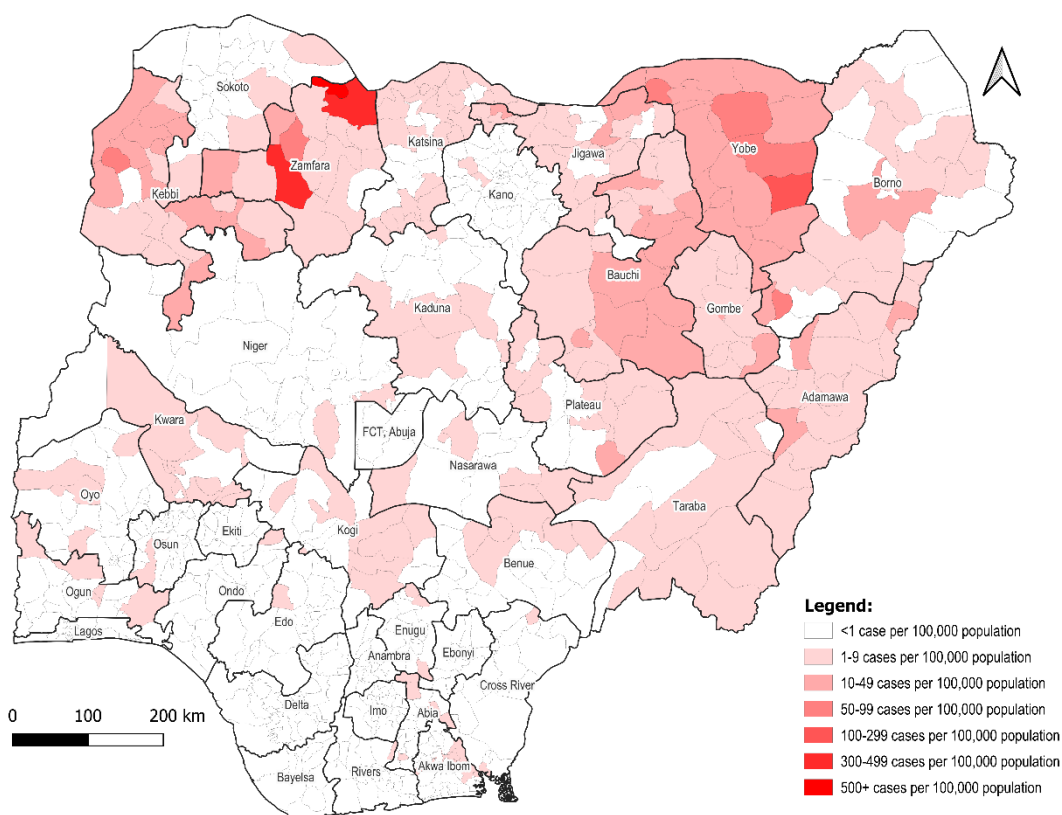 Sokoto
Katsina
Zamfara
Kebbi
Kano
Jigawa
Yobe
Borno
Bauchi
Gombe
Kaduna
Niger
Adamawa
Plateau
Kwara
FCT, Abuja
Nasarawa
Taraba
Oyo
Kogi
Osun
Ekiti
Benue
Ogun
Ondo
Edo
Lagos
Enugu
Anambra
Ebonyi
Cross River
Delta
Imo
Abia
Bayelsa
Rivers
Akwa Ibom
0 100 200 km
Legend:
<1 case per 100,000 population
1-9 cases per 100,000 population
10-49 cases per 100,000 population
50-99 cases per 100,000 population
100-299 cases per 100,000 population
300-499 cases per 100,000 population
500+ cases per 100,000 population